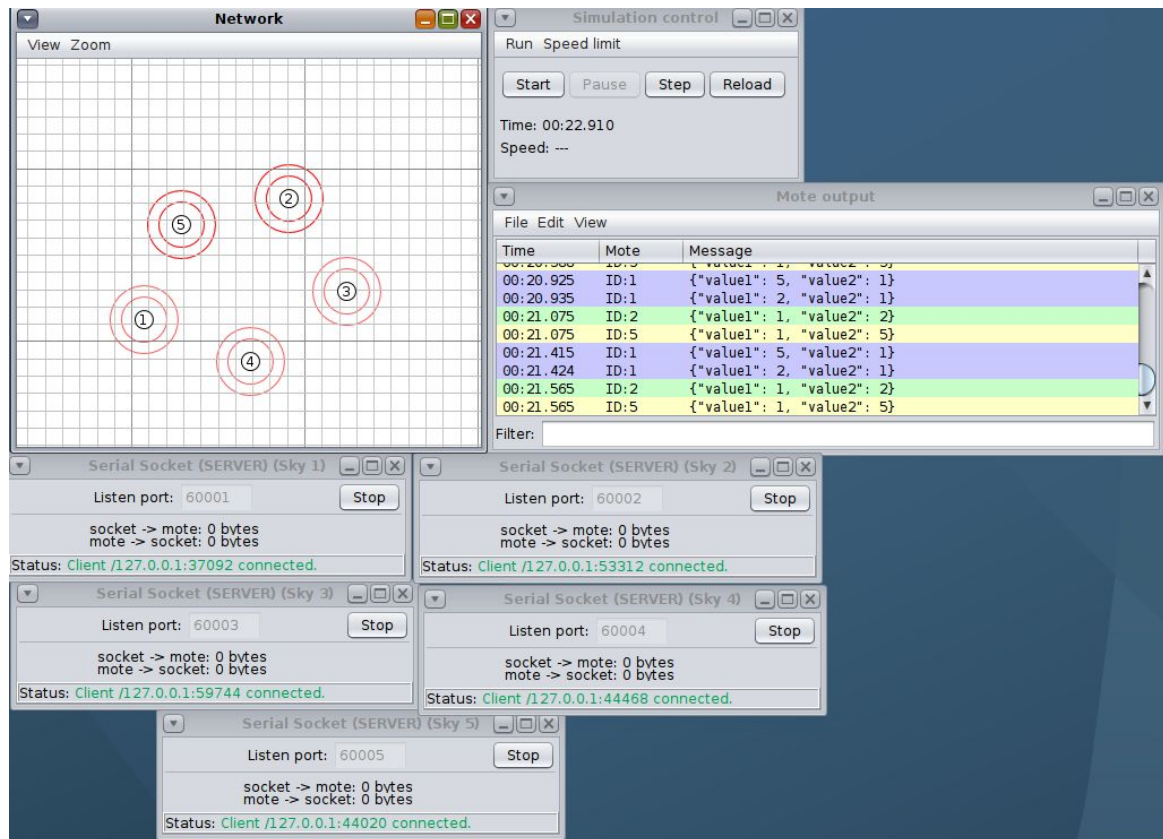 Network
View Zoom
②
⑤
③
①
④
Simulation control
Run Speed limit
Start Pause Step Reload
Time: 00:22.910
Speed: ---
Mote output
File Edit View
Time Mote Message
00:20.925 ID:1 {"value1": 5, "value2": 1}
00:20.935 ID:1 {"value1": 2, "value2": 1}
00:21.075 ID:2 {"value1": 1, "value2": 2}
00:21.075 ID:5 {"value1": 1, "value2": 5}
00:21.415 ID:1 {"value1": 5, "value2": 1}
00:21.424 ID:1 {"value1": 2, "value2": 1}
00:21.565 ID:2 {"value1": 1, "value2": 2}
00:21.565 ID:5 {"value1": 1, "value2": 5}
Filter:
Serial Socket (SERVER) (Sky 1)
Listen port: 60001 Stop
socket -> mote: 0 bytes
mote -> socket: 0 bytes
Status: Client /127.0.0.1:37092 connected.
Serial Socket (SERVER) (Sky 2)
Listen port: 60002 Stop
socket -> mote: 0 bytes
mote -> socket: 0 bytes
Status: Client /127.0.0.1:53312 connected.
Serial Socket (SERVER) (Sky 3)
Listen port: 60003 Stop
socket -> mote: 0 bytes
mote -> socket: 0 bytes
Status: Client /127.0.0.1:59744 connected.
Serial Socket (SERVER) (Sky 4)
Listen port: 60004 Stop
socket -> mote: 0 bytes
mote -> socket: 0 bytes
Status: Client /127.0.0.1:44468 connected.
Serial Socket (SERVER) (Sky 5)
Listen port: 60005 Stop
socket -> mote: 0 bytes
mote -> socket: 0 bytes
Status: Client /127.0.0.1:44020 connected.